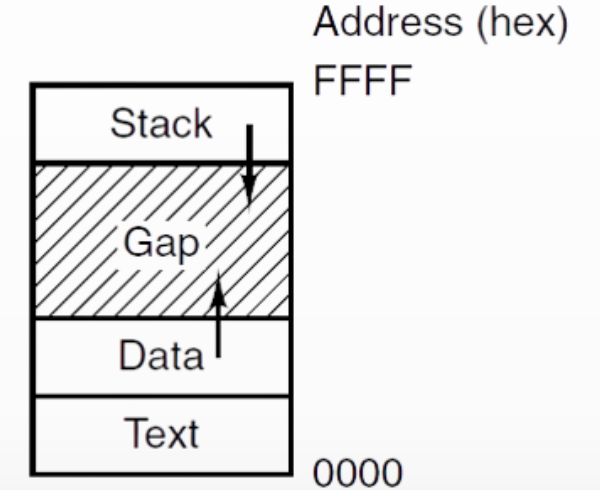 Address (hex)
FFFF
Stack
Gap
Data
Text
0000